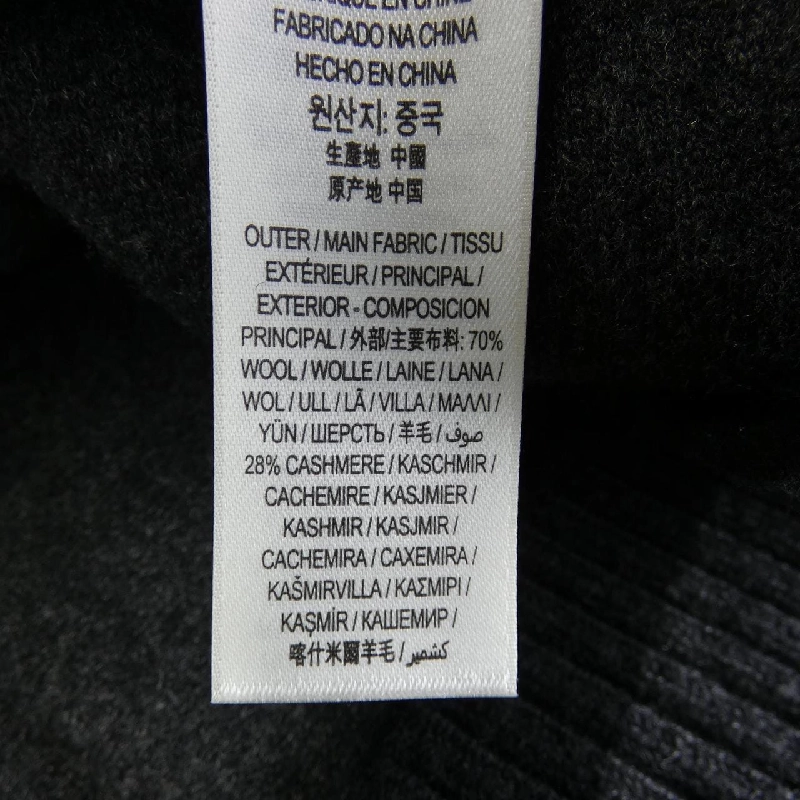 FABRIQUÉ EN CHINE
FABRICADO NA CHINA
HECHO EN CHINA
원산지: 중국
生產地 中國
原产地 中国
OUTER / MAIN FABRIC / TISSU
EXTÉRIEUR / PRINCIPAL /
EXTERIOR - COMPOSICION
PRINCIPAL / 外部/主要布料: 70%
WOOL / WOLLE / LAINE / LANA /
WOL / ULL / LÃ / VILLA / ΜΑΛΛΙ /
YÜN / ШЕРСТЬ / 羊毛 / صوف
28% CASHMERE / KASCHMIR /
CACHEMIRE / KASJMIER /
KASHMIR / KASJMIR /
CACHEMIRA / CAXEMIRA /
KAŠMIRVILLA / ΚΑΣΜΙΡΙ /
KAŞMİR / КАШЕМИР /
喀什米爾羊毛 / كشمير